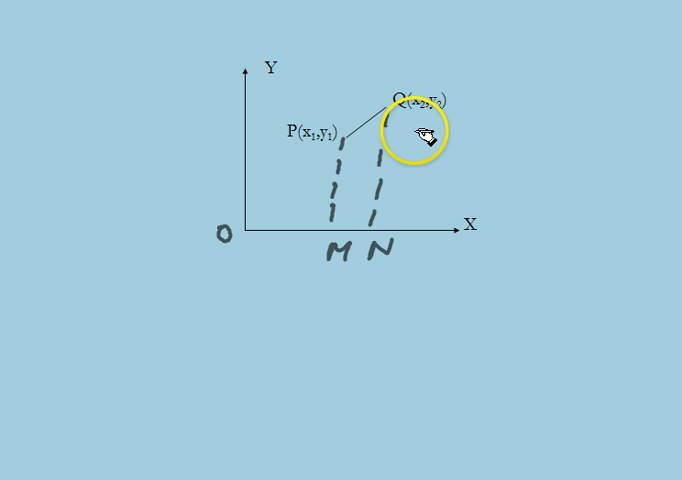 Y
Q(x₂,y₂)
P(x₁,y₁)
X
O
M N